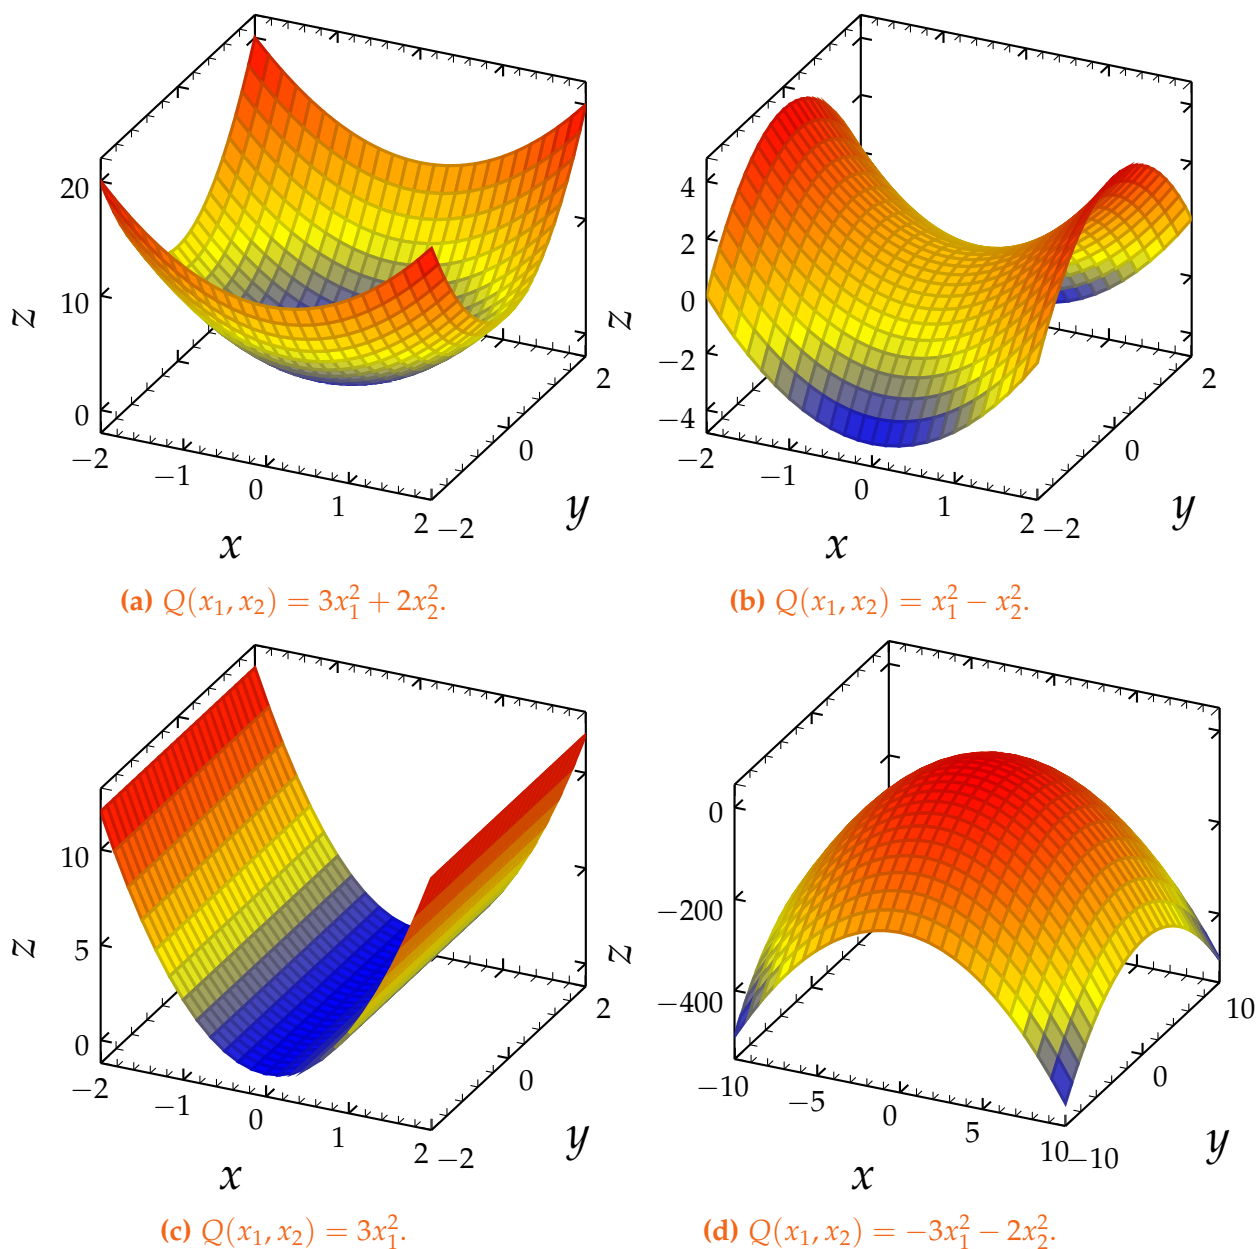 20
10
0
z
−2
−1
0
1
2
−2
0
2
x
y
4
2
0
−2
−4
z
−2
−1
0
1
2
−2
0
2
x
y
(a) Q(x₁, x₂) = 3x₁² + 2x₂².
(b) Q(x₁, x₂) = x₁² − x₂².
10
5
0
z
−2
−1
0
1
2
−2
0
2
x
y
0
−200
−400
z
−10
−5
0
5
10
−10
0
10
x
y
(c) Q(x₁, x₂) = 3x₁².
(d) Q(x₁, x₂) = −3x₁² − 2x₂².